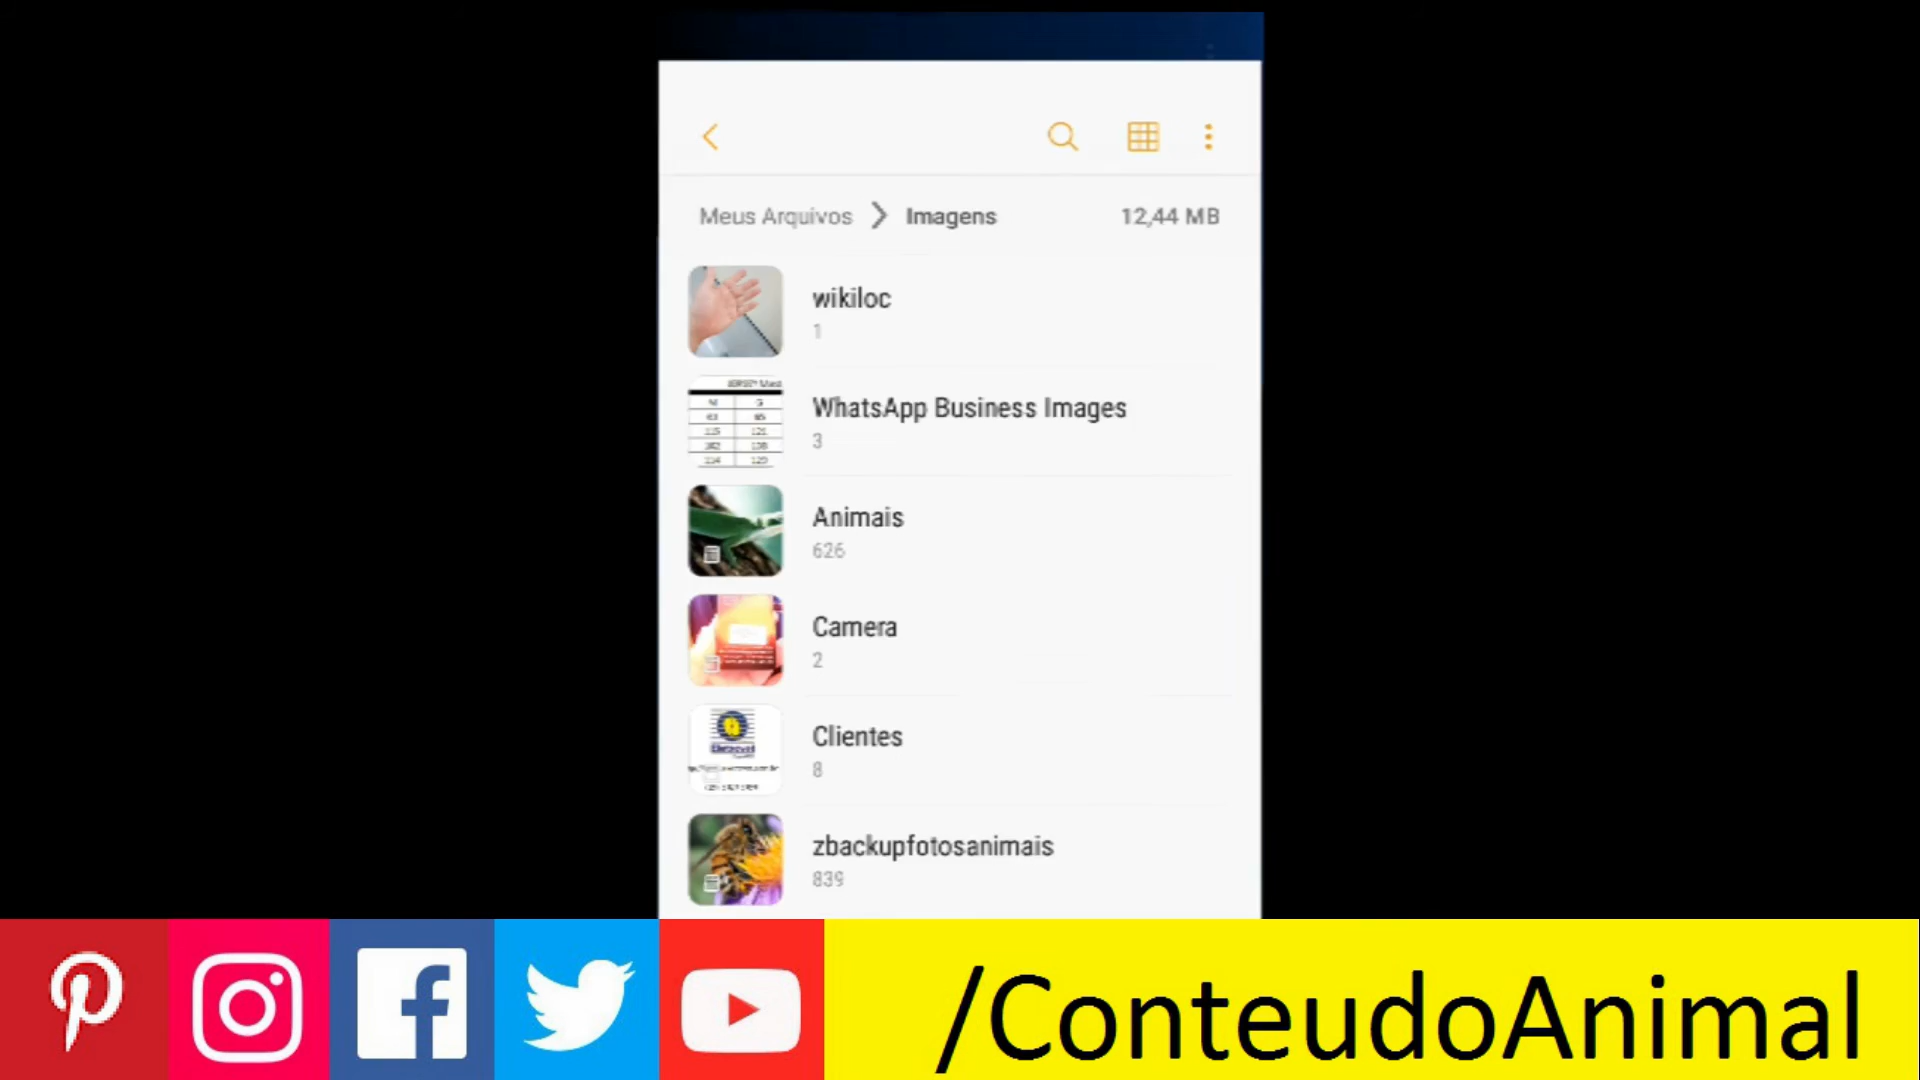 Meus Arquivos > Imagens 12,44 MB
wikiloc
1
WhatsApp Business Images
3
Animais
626
Camera
2
Clientes
8
zbackupfotosanimais
839
/ConteudoAnimal